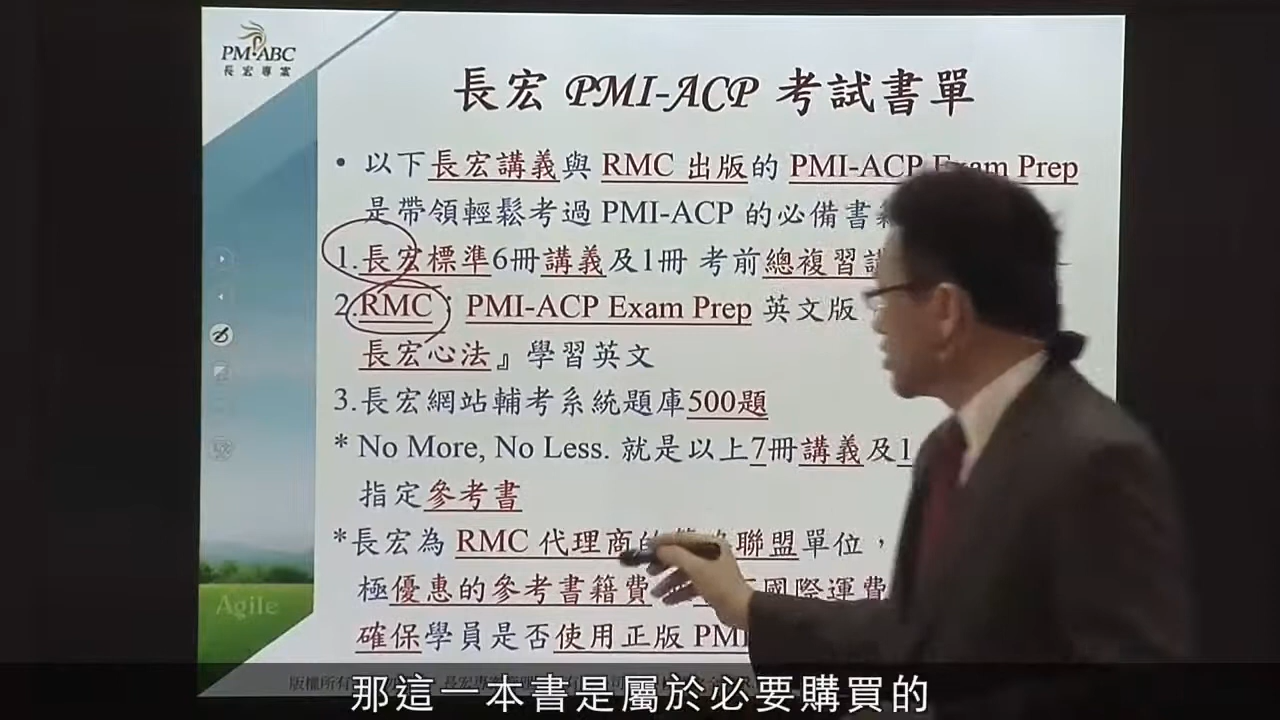 PM-ABC
長宏專案
長宏 PMI-ACP 考試書單
• 以下長宏講義與 RMC 出版的 PMI-ACP Exam Prep
是帶領輕鬆考過 PMI-ACP 的必備書
1.長宏標準6冊講義及1冊 考前總複習
2.RMC: PMI-ACP Exam Prep 英文版
長宏心法』學習英文
3.長宏網站輔考系統題庫500題
* No More, No Less. 就是以上7冊講義及1
指定參考書
*長宏為 RMC 代理商的 聯盟單位，
極優惠的參考書籍費 國際運費
確保學員是否使用正版 PMI
Agile
版權所有
那這一本書是屬於必要購買的